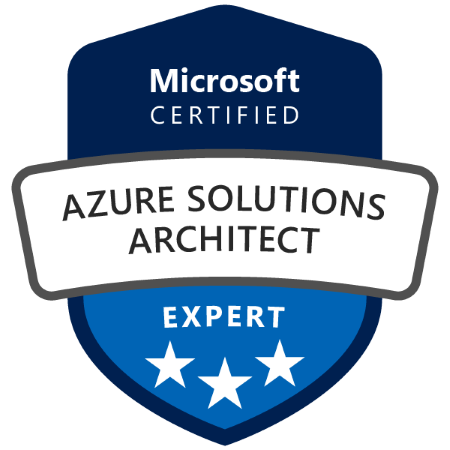 Microsoft
CERTIFIED
AZURE SOLUTIONS
ARCHITECT
EXPERT